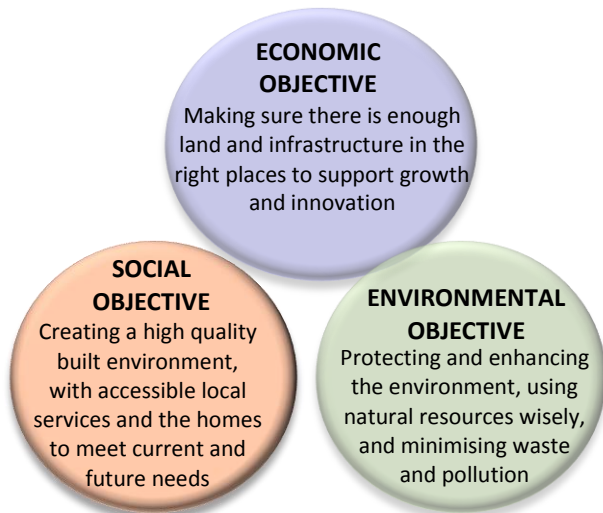 ECONOMIC
OBJECTIVE
Making sure there is enough
land and infrastructure in the
right places to support growth
and innovation
SOCIAL
OBJECTIVE
Creating a high quality
built environment,
with accessible local
services and the homes
to meet current and
future needs
ENVIRONMENTAL
OBJECTIVE
Protecting and enhancing
the environment, using
natural resources wisely,
and minimising waste
and pollution